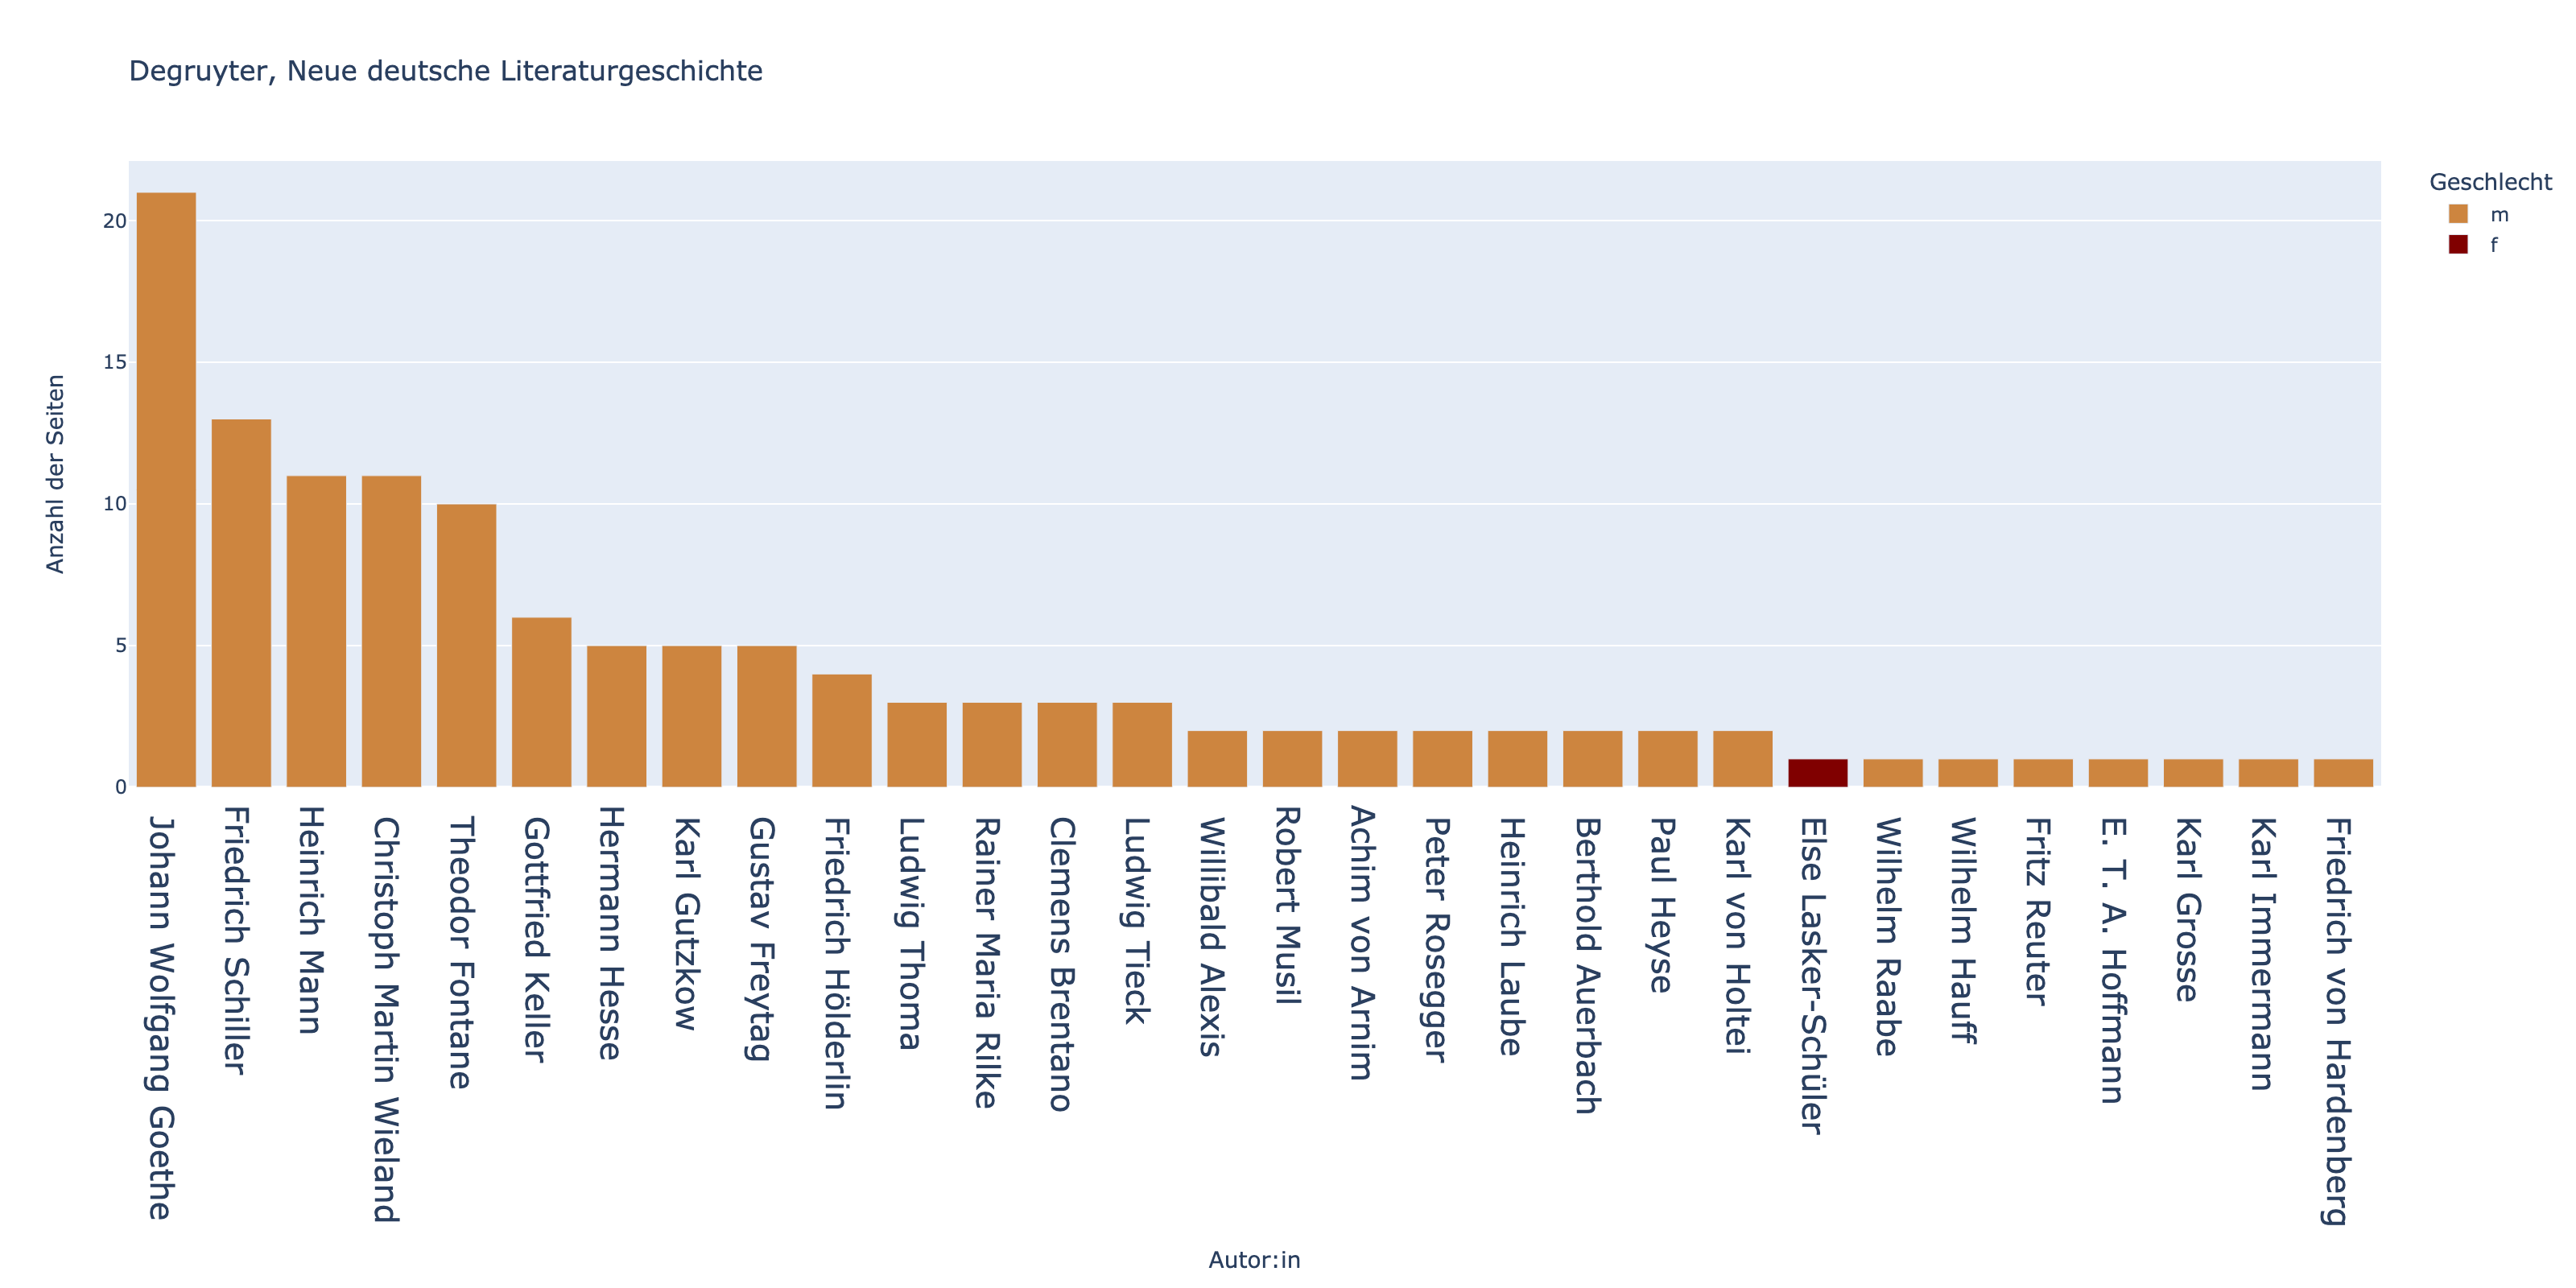 Degruyter, Neue deutsche Literaturgeschichte
Geschlecht
m
f
Anzahl der Seiten
20
15
10
5
0
Johann Wolfgang Goethe
Friedrich Schiller
Heinrich Mann
Christoph Martin Wieland
Theodor Fontane
Gottfried Keller
Hermann Hesse
Karl Gutzkow
Gustav Freytag
Friedrich Hölderlin
Ludwig Thoma
Rainer Maria Rilke
Clemens Brentano
Ludwig Tieck
Willibald Alexis
Robert Musil
Achim von Arnim
Peter Rosegger
Heinrich Laube
Berthold Auerbach
Paul Heyse
Karl von Holtei
Else Lasker-Schüler
Wilhelm Raabe
Wilhelm Hauff
Fritz Reuter
E. T. A. Hoffmann
Karl Grosse
Karl Immermann
Friedrich von Hardenberg
Autor:in